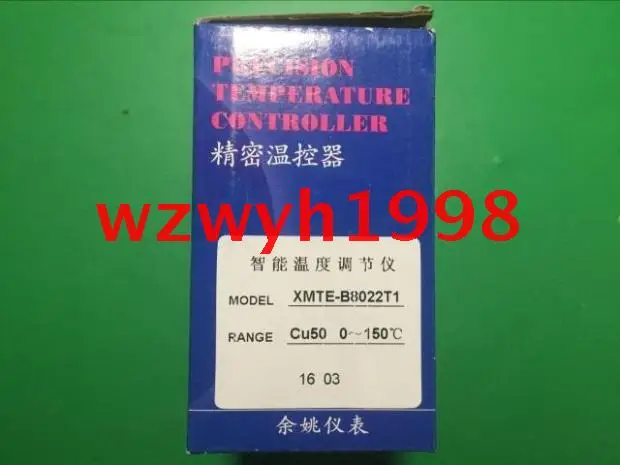 PRECISION
TEMPERATURE
CONTROLLER
精密温控器
wzwyh1998
智能温度调节仪
MODEL XMTE-B8022T1
RANGE Cu50 0~150℃
16 03
余姚仪表